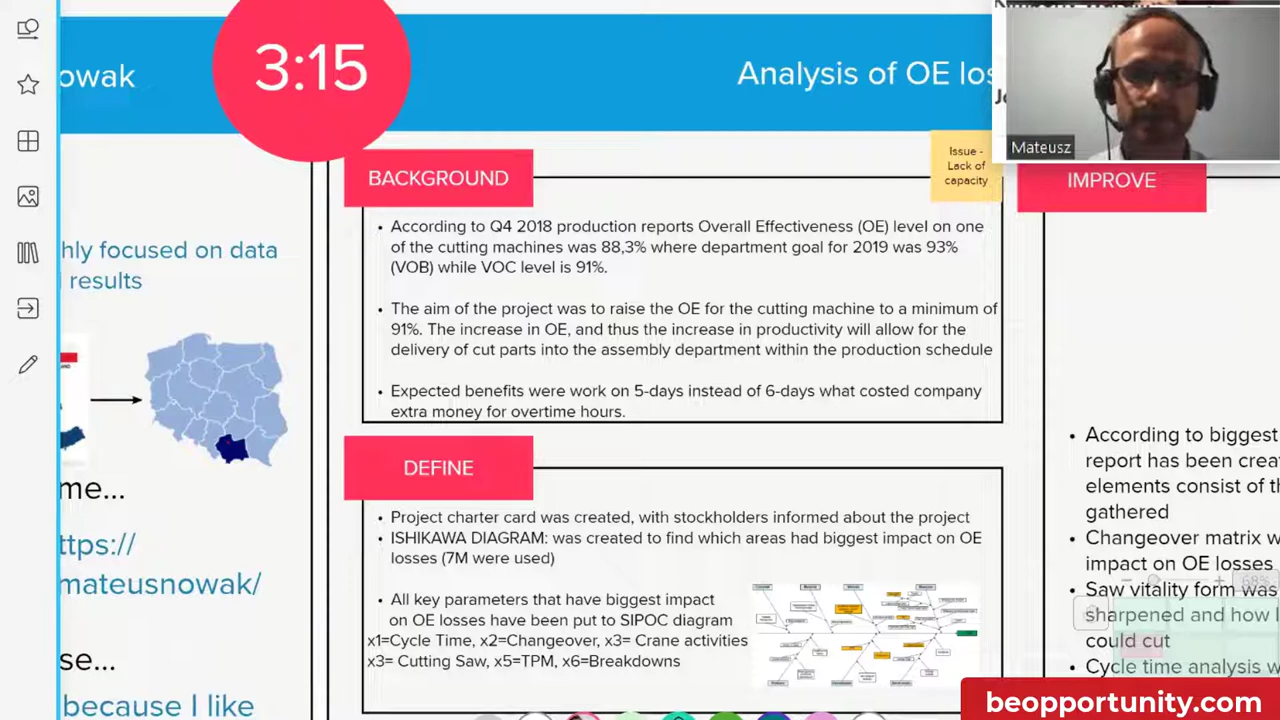 owak
3:15
Analysis of OE los
Mateusz
Issue -
Lack of
capacity
hly focused on data
results
me...
ttps://
mateusnowak/
se...
because I like
BACKGROUND
• According to Q4 2018 production reports Overall Effectiveness (OE) level on one
of the cutting machines was 88,3% where department goal for 2019 was 93%
(VOB) while VOC level is 91%.
• The aim of the project was to raise the OE for the cutting machine to a minimum of
91%. The increase in OE, and thus the increase in productivity will allow for the
delivery of cut parts into the assembly department within the production schedule
• Expected benefits were work on 5-days instead of 6-days what costed company
extra money for overtime hours.
DEFINE
• Project charter card was created, with stockholders informed about the project
• ISHIKAWA DIAGRAM: was created to find which areas had biggest impact on OE
losses (7M were used)
• All key parameters that have biggest impact
on OE losses have been put to SIPOC diagram
x1=Cycle Time, x2=Changeover, x3= Crane activities
x3= Cutting Saw, x5=TPM, x6=Breakdowns
IMPROVE
• According to biggest
report has been crea
elements consist of th
gathered
• Changeover matrix w
impact on OE losses
• Saw vitality form was
sharpened and how l
could cut
• Cycle time analysis w
68%
beopportunity.com